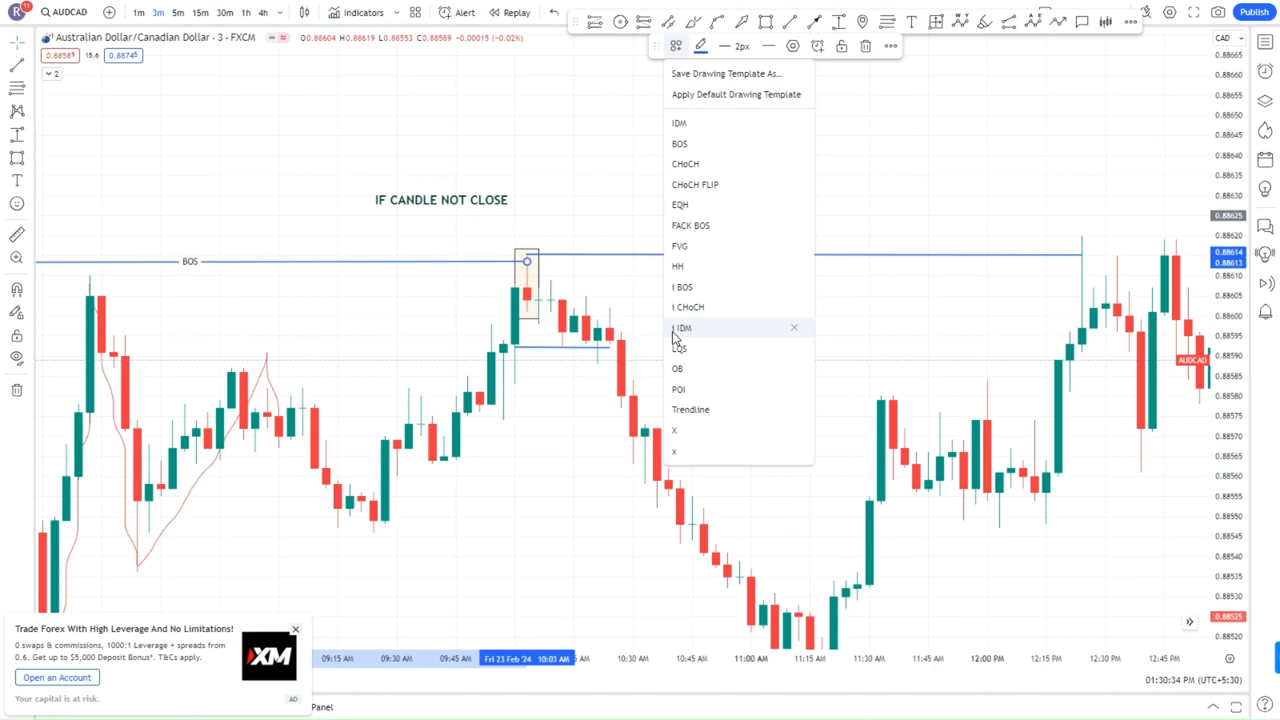 R 11 AUDCAD 1m 3m 5m 15m 30m 1h 4h Indicators Alert Replay Publish
Australian Dollar/Canadian Dollar · 3 · FXCM O0.88604 H0.88619 L0.88553 C0.88589 −0.00015 (−0.02%)
0.88589 15.6 0.88745
2
2px
CAD
Save Drawing Template As...
Apply Default Drawing Template
IDM
BOS
CHoCH
CHoCH FLIP
EQH
FACK BOS
FVG
HH
i BOS
i CHoCH
i IDM
LQS
OB
POI
Trendline
X
x
IF CANDLE NOT CLOSE
BOS
0.88665
0.88660
0.88655
0.88650
0.88645
0.88640
0.88635
0.88630
0.88625
0.88620
0.88614
0.88613
0.88605
0.88600
0.88595
AUDCAD
0.88590
0.88585
0.88580
0.88575
0.88570
0.88565
0.88560
0.88555
0.88550
0.88545
0.88540
0.88535
0.88530
0.88525
0.88520
Trade Forex With High Leverage And No Limitations!
0 swaps & commissions, 1000:1 Leverage + spreads from
0.6. Get up to $5,000 Deposit Bonus*. T&Cs apply.
XM
Open an Account
Your capital is at risk.
AD
09:15 AM 09:30 AM 09:45 AM Fri 23 Feb '24 10:03 AM 10:30 AM 10:45 AM 11:00 AM 11:15 AM 11:30 AM 11:45 AM 12:00 PM 12:15 PM 12:30 PM 12:45 PM
01:30:34 PM (UTC+5:30)
Panel